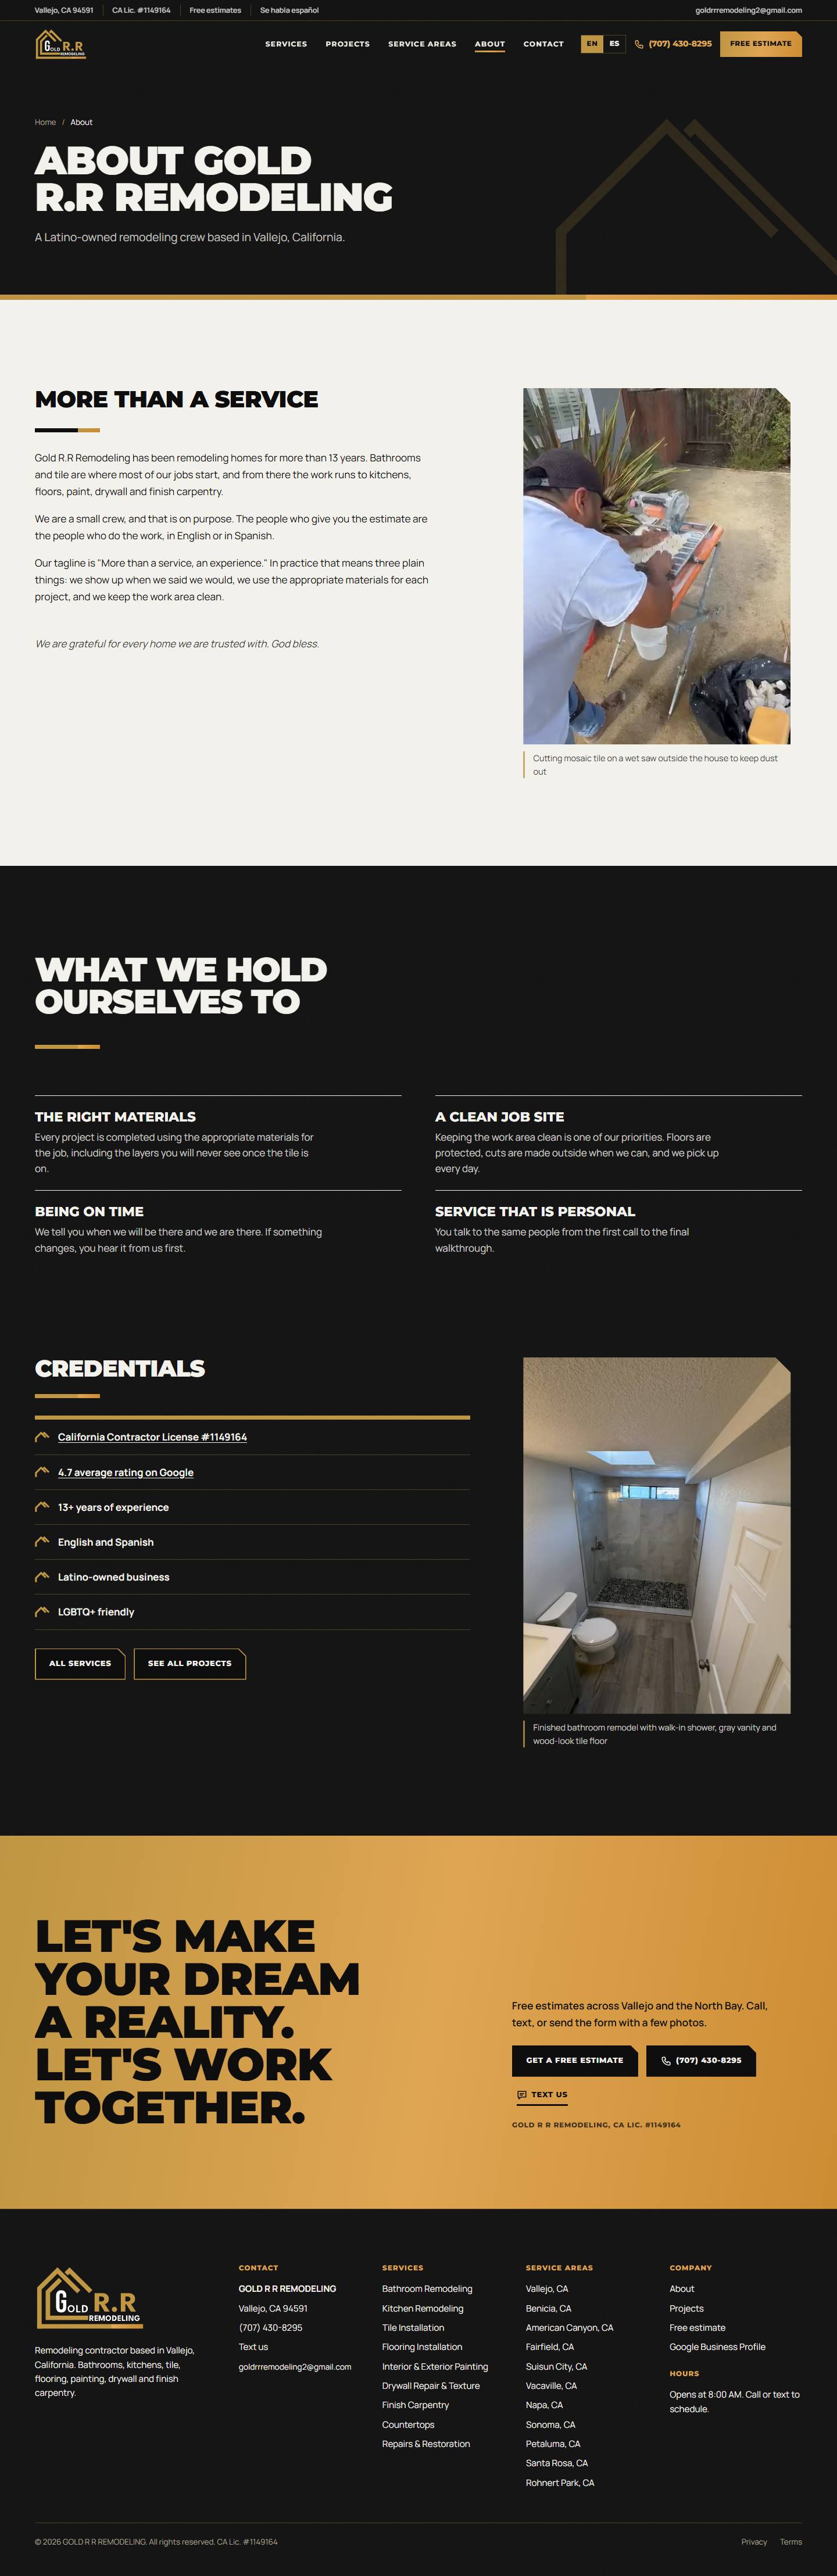 Vallejo, CA 94591
CA Lic. #1149164
Free estimates
Se habla español
goldrrremodeling2@gmail.com
GOLD R.R
REMODELING
SERVICES
PROJECTS
SERVICE AREAS
ABOUT
CONTACT
EN
ES
(707) 430-8295
FREE ESTIMATE
Home / About
ABOUT GOLD
R.R REMODELING
A Latino-owned remodeling crew based in Vallejo, California.
MORE THAN A SERVICE
Gold R.R Remodeling has been remodeling homes for more than 13 years. Bathrooms
and tile are where most of our jobs start, and from there the work runs to kitchens,
floors, paint, drywall and finish carpentry.
We are a small crew, and that is on purpose. The people who give you the estimate are
the people who do the work, in English or in Spanish.
Our tagline is "More than a service, an experience." In practice that means three plain
things: we show up when we said we would, we use the appropriate materials for each
project, and we keep the work area clean.
We are grateful for every home we are trusted with. God bless.
Cutting mosaic tile on a wet saw outside the house to keep dust
out
WHAT WE HOLD
OURSELVES TO
THE RIGHT MATERIALS
Every project is completed using the appropriate materials for
the job, including the layers you will never see once the tile is
on.
A CLEAN JOB SITE
Keeping the work area clean is one of our priorities. Floors are
protected, cuts are made outside when we can, and we pick up
every day.
BEING ON TIME
We tell you when we will be there and we are there. If something
changes, you hear it from us first.
SERVICE THAT IS PERSONAL
You talk to the same people from the first call to the final
walkthrough.
CREDENTIALS
California Contractor License #1149164
4.7 average rating on Google
13+ years of experience
English and Spanish
Latino-owned business
LGBTQ+ friendly
ALL SERVICES
SEE ALL PROJECTS
Finished bathroom remodel with walk-in shower, gray vanity and
wood-look tile floor
LET'S MAKE
YOUR DREAM
A REALITY.
LET'S WORK
TOGETHER.
Free estimates across Vallejo and the North Bay. Call,
text, or send the form with a few photos.
GET A FREE ESTIMATE
(707) 430-8295
TEXT US
GOLD R R REMODELING, CA LIC. #1149164
GOLD R.R
REMODELING
Remodeling contractor based in Vallejo,
California. Bathrooms, kitchens, tile,
flooring, painting, drywall and finish
carpentry.
CONTACT
GOLD R R REMODELING
Vallejo, CA 94591
(707) 430-8295
Text us
goldrrremodeling2@gmail.com
SERVICES
Bathroom Remodeling
Kitchen Remodeling
Tile Installation
Flooring Installation
Interior & Exterior Painting
Drywall Repair & Texture
Finish Carpentry
Countertops
Repairs & Restoration
SERVICE AREAS
Vallejo, CA
Benicia, CA
American Canyon, CA
Fairfield, CA
Suisun City, CA
Vacaville, CA
Napa, CA
Sonoma, CA
Petaluma, CA
Santa Rosa, CA
Rohnert Park, CA
COMPANY
About
Projects
Free estimate
Google Business Profile
HOURS
Opens at 8:00 AM. Call or text to
schedule.
© 2026 GOLD R R REMODELING. All rights reserved. CA Lic. #1149164
Privacy
Terms